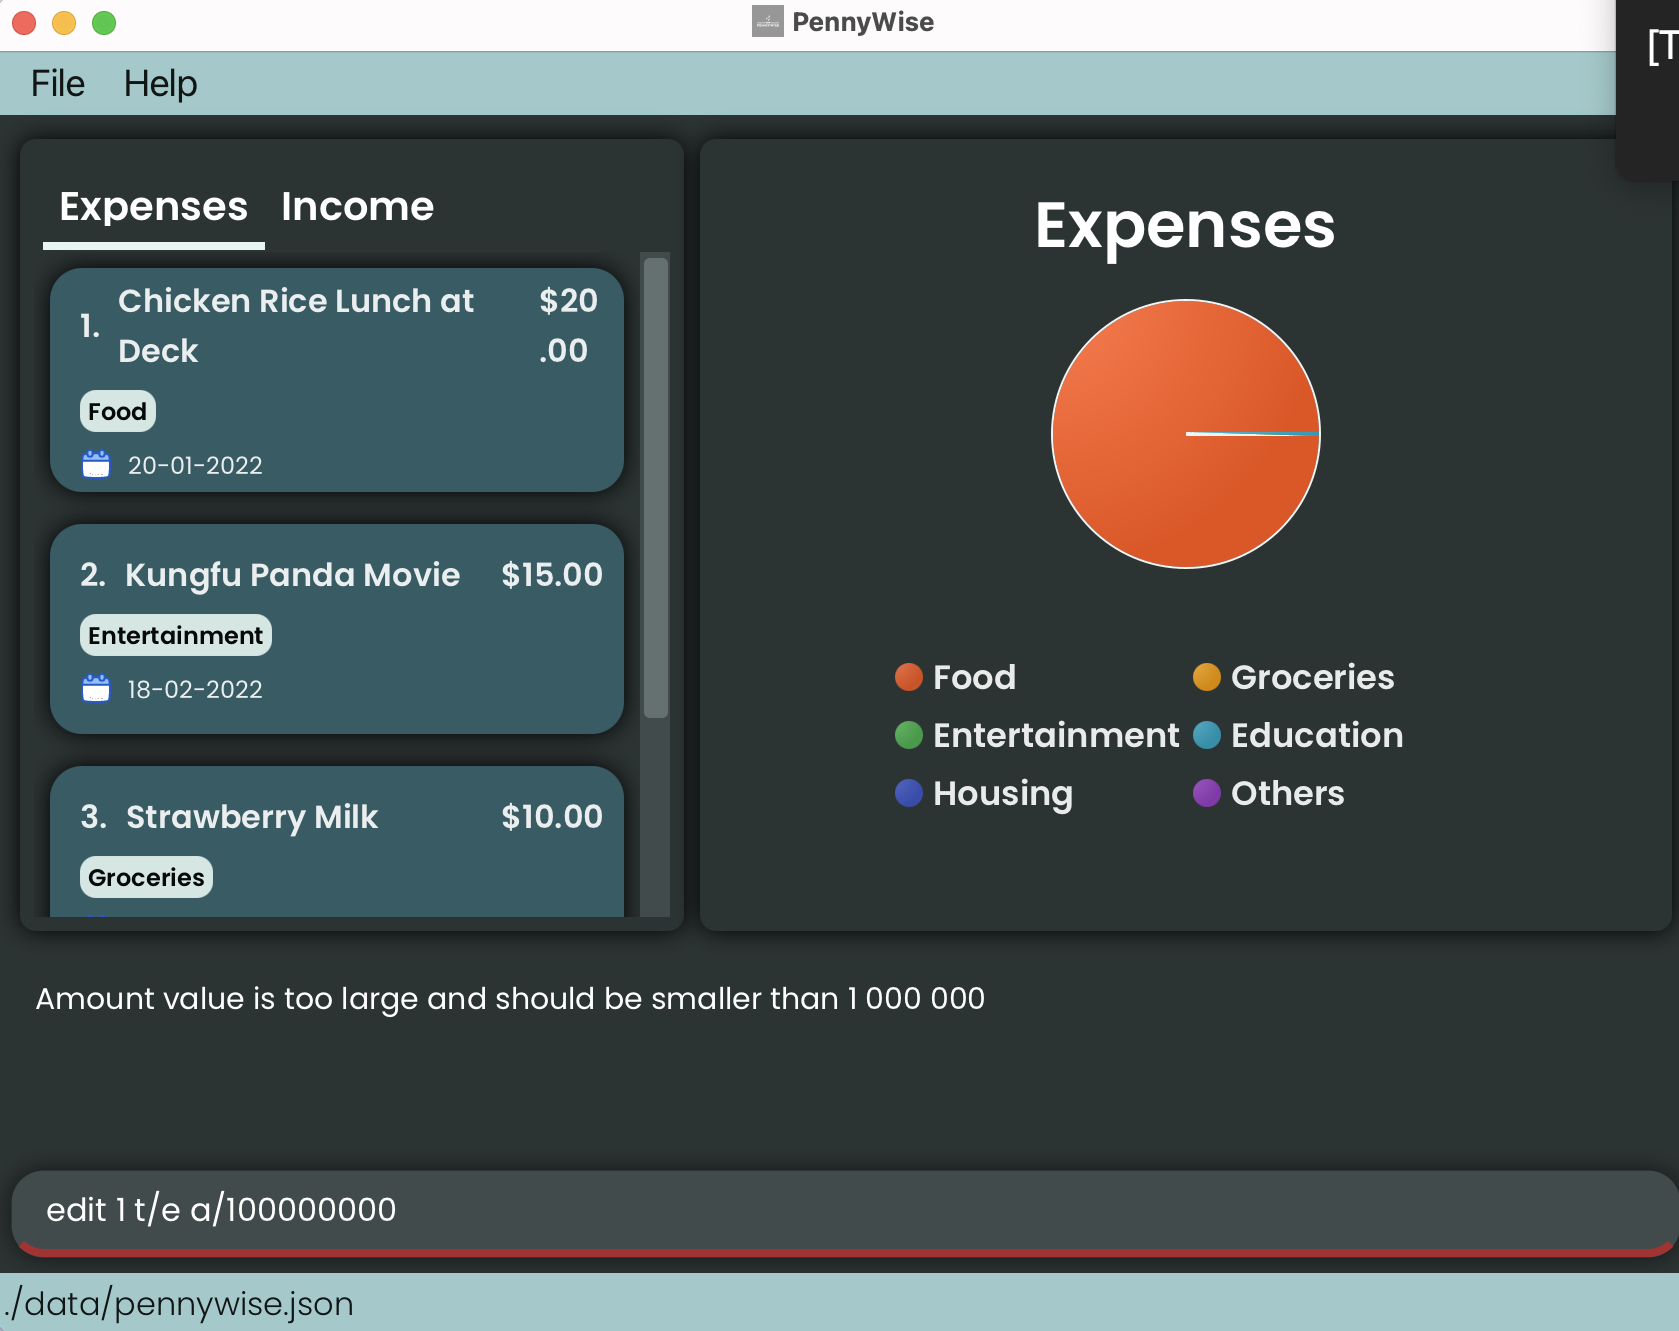 PennyWise
[T
File Help
Expenses Income
1. Chicken Rice Lunch at
Deck
$20
.00
Food
20-01-2022
2. Kungfu Panda Movie $15.00
Entertainment
18-02-2022
3. Strawberry Milk $10.00
Groceries
Expenses
Food Groceries
Entertainment Education
Housing Others
Amount value is too large and should be smaller than 1 000 000
edit 1 t/e a/100000000
./data/pennywise.json